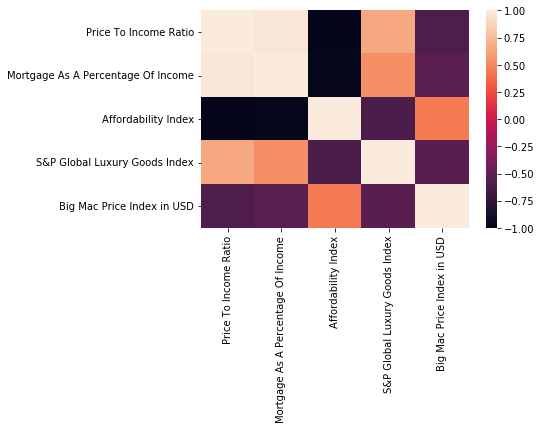 Price To Income Ratio
Mortgage As A Percentage Of Income
Affordability Index
S&P Global Luxury Goods Index
Big Mac Price Index in USD
Price To Income Ratio
Mortgage As A Percentage Of Income
Affordability Index
S&P Global Luxury Goods Index
Big Mac Price Index in USD
1.00
0.75
0.50
0.25
0.00
−0.25
−0.50
−0.75
−1.00